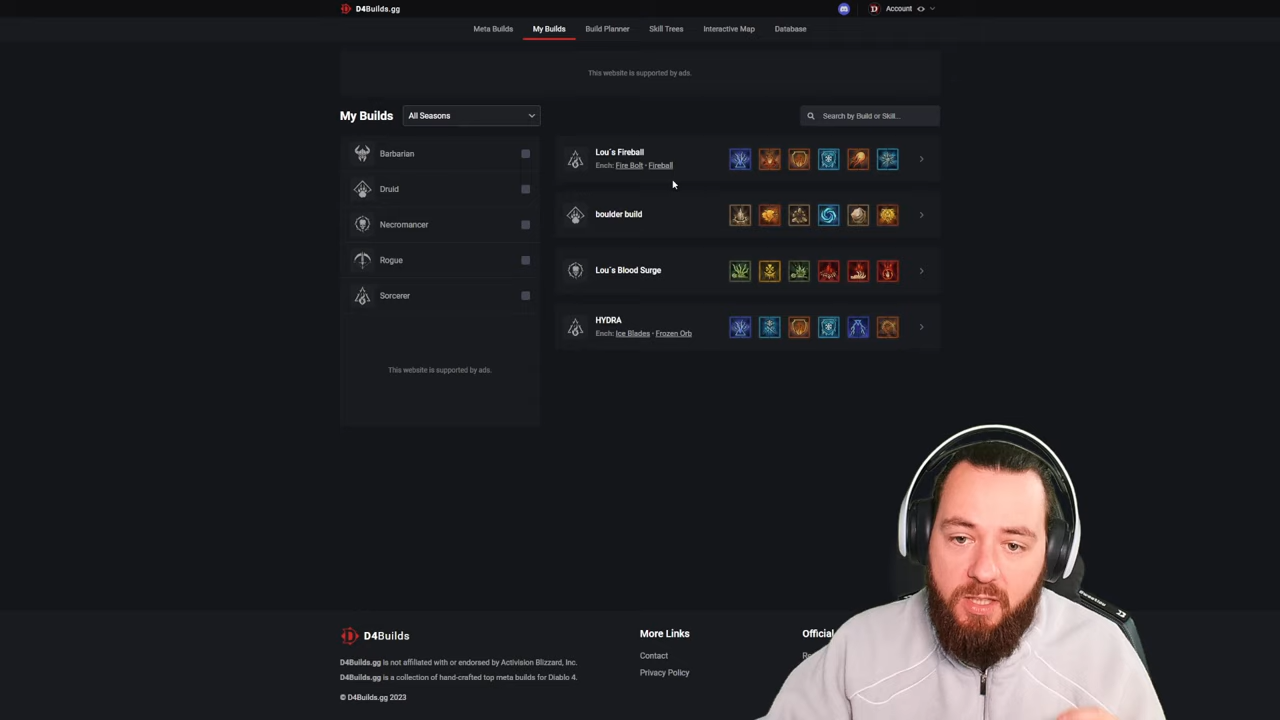 D4Builds.gg
Account
Meta Builds
My Builds
Build Planner
Skill Trees
Interactive Map
Database
This website is supported by ads.
My Builds
All Seasons
Search by Build or Skill...
Barbarian
Druid
Necromancer
Rogue
Sorcerer
This website is supported by ads.
Lou´s Fireball
Ench: Fire Bolt · Fireball
boulder build
Lou´s Blood Surge
HYDRA
Ench: Ice Blades · Frozen Orb
D4Builds
D4Builds.gg is not affiliated with or endorsed by Activision Blizzard, Inc.
D4Builds.gg is a collection of hand-crafted top meta builds for Diablo 4.
© D4Builds.gg 2023
More Links
Contact
Privacy Policy
Official